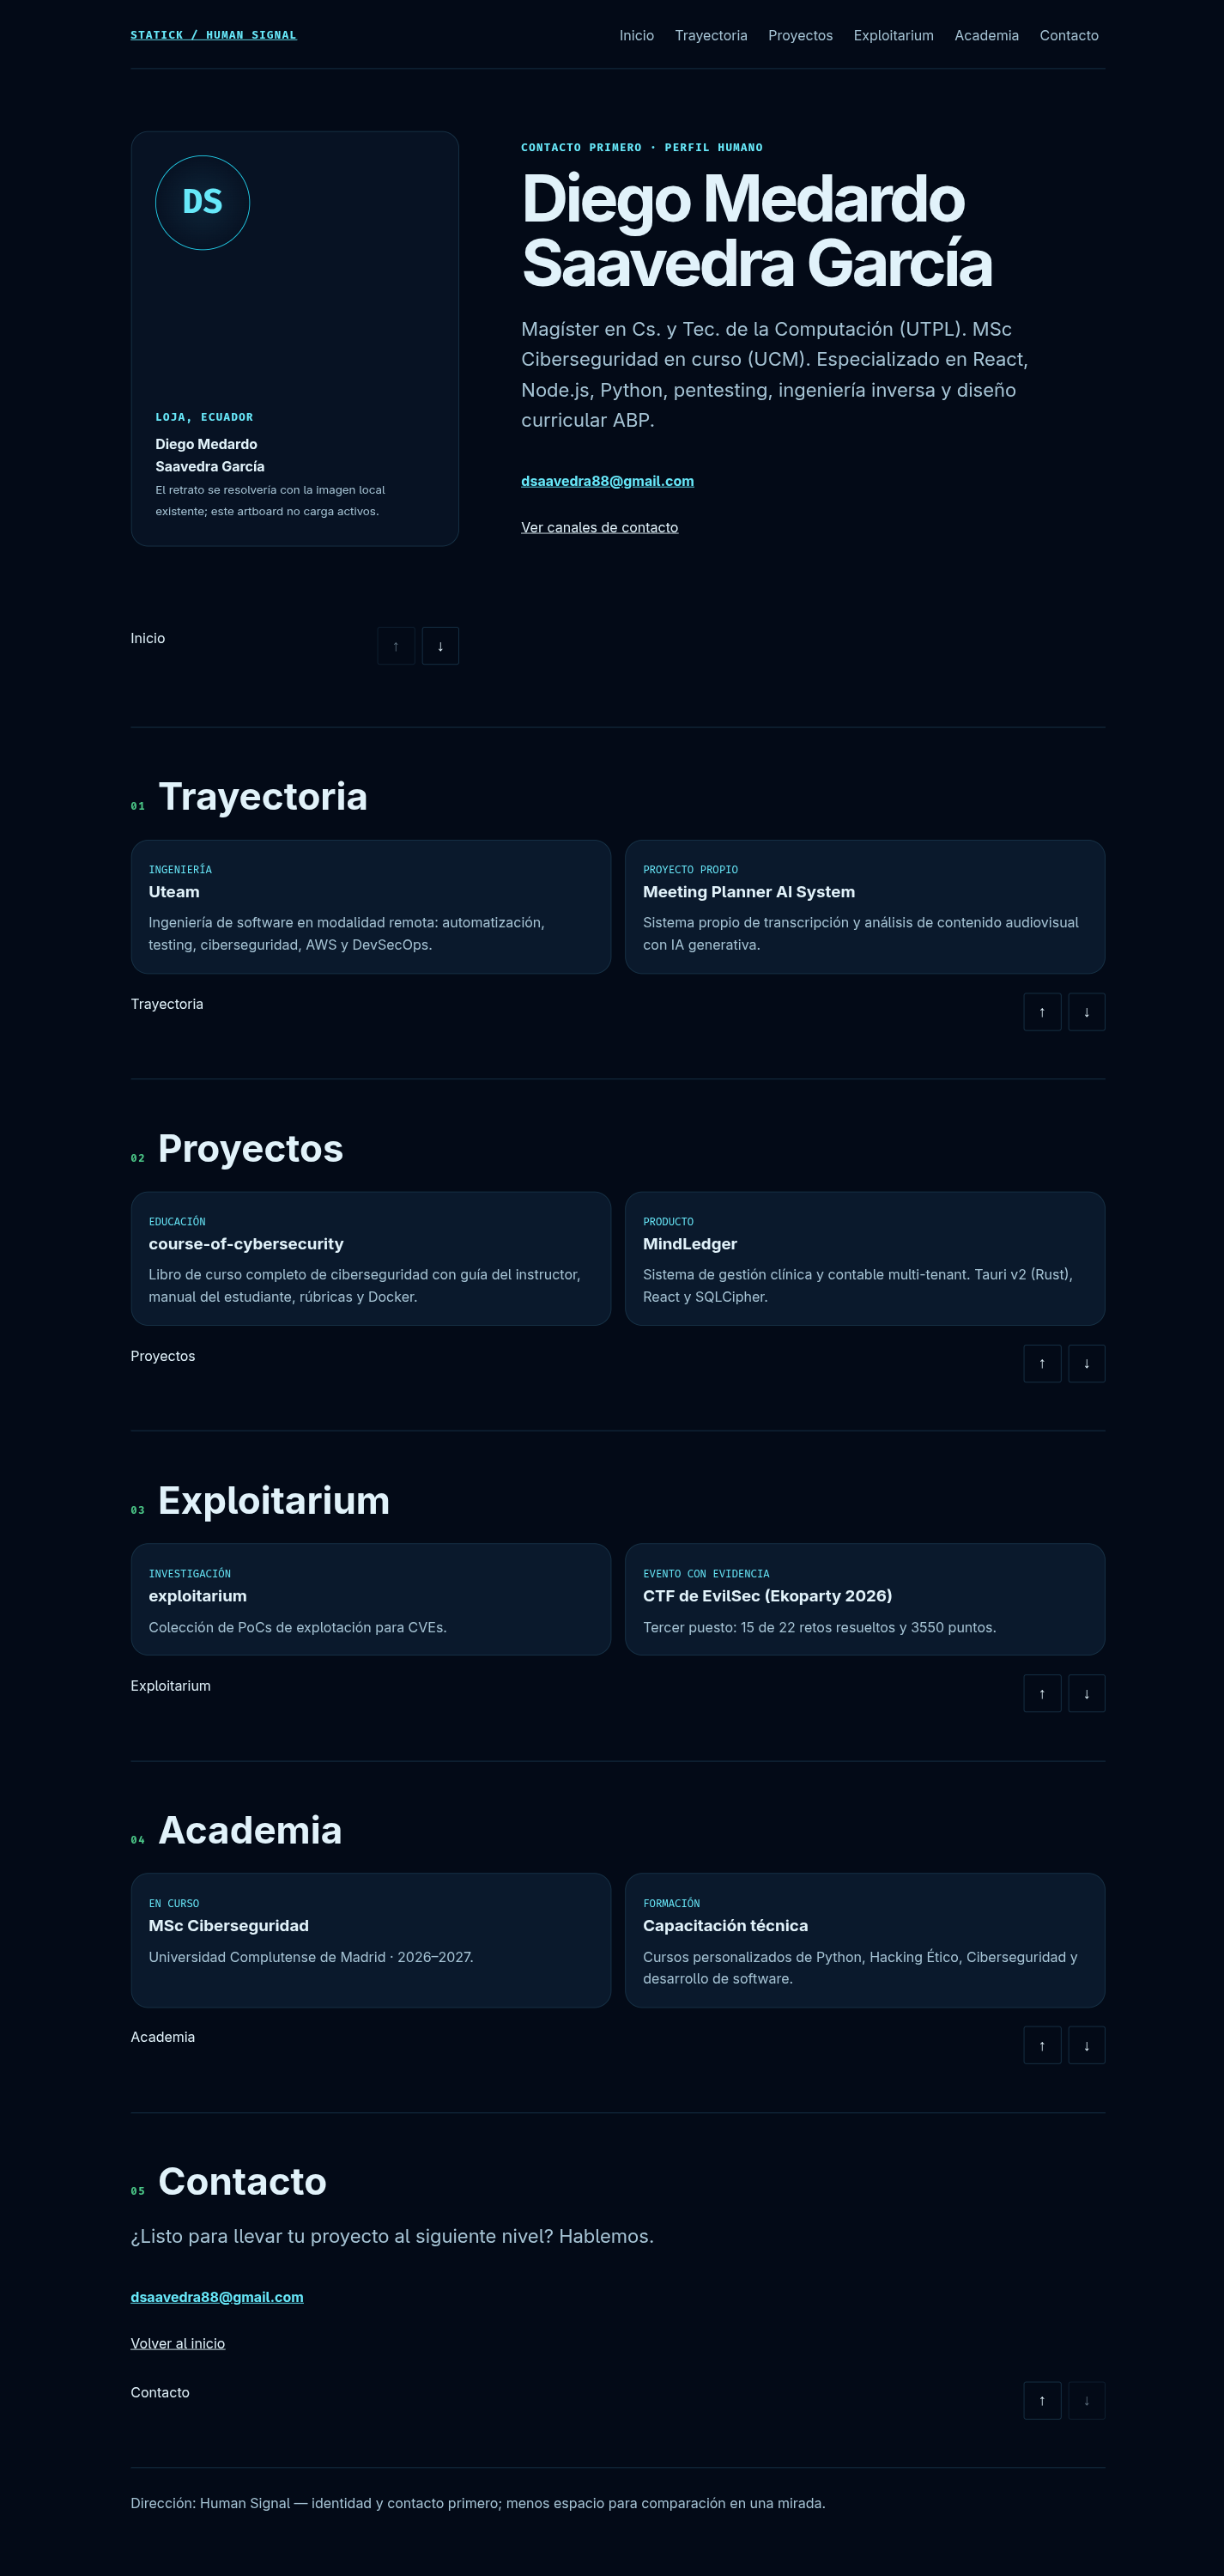 STATICK / HUMAN SIGNAL
Inicio Trayectoria Proyectos Exploitarium Academia Contacto
DS
LOJA, ECUADOR
Diego Medardo
Saavedra García
El retrato se resolvería con la imagen local
existente; este artboard no carga activos.
CONTACTO PRIMERO · PERFIL HUMANO
Diego Medardo
Saavedra García
Magíster en Cs. y Tec. de la Computación (UTPL). MSc
Ciberseguridad en curso (UCM). Especializado en React,
Node.js, Python, pentesting, ingeniería inversa y diseño
curricular ABP.
dsaavedra88@gmail.com
Ver canales de contacto
Inicio
↑ ↓
01 Trayectoria
INGENIERÍA
Uteam
Ingeniería de software en modalidad remota: automatización,
testing, ciberseguridad, AWS y DevSecOps.
PROYECTO PROPIO
Meeting Planner AI System
Sistema propio de transcripción y análisis de contenido audiovisual
con IA generativa.
Trayectoria
↑ ↓
02 Proyectos
EDUCACIÓN
course-of-cybersecurity
Libro de curso completo de ciberseguridad con guía del instructor,
manual del estudiante, rúbricas y Docker.
PRODUCTO
MindLedger
Sistema de gestión clínica y contable multi-tenant. Tauri v2 (Rust),
React y SQLCipher.
Proyectos
↑ ↓
03 Exploitarium
INVESTIGACIÓN
exploitarium
Colección de PoCs de explotación para CVEs.
EVENTO CON EVIDENCIA
CTF de EvilSec (Ekoparty 2026)
Tercer puesto: 15 de 22 retos resueltos y 3550 puntos.
Exploitarium
↑ ↓
04 Academia
EN CURSO
MSc Ciberseguridad
Universidad Complutense de Madrid · 2026–2027.
FORMACIÓN
Capacitación técnica
Cursos personalizados de Python, Hacking Ético, Ciberseguridad y
desarrollo de software.
Academia
↑ ↓
05 Contacto
¿Listo para llevar tu proyecto al siguiente nivel? Hablemos.
dsaavedra88@gmail.com
Volver al inicio
Contacto
↑ ↓
Dirección: Human Signal — identidad y contacto primero; menos espacio para comparación en una mirada.